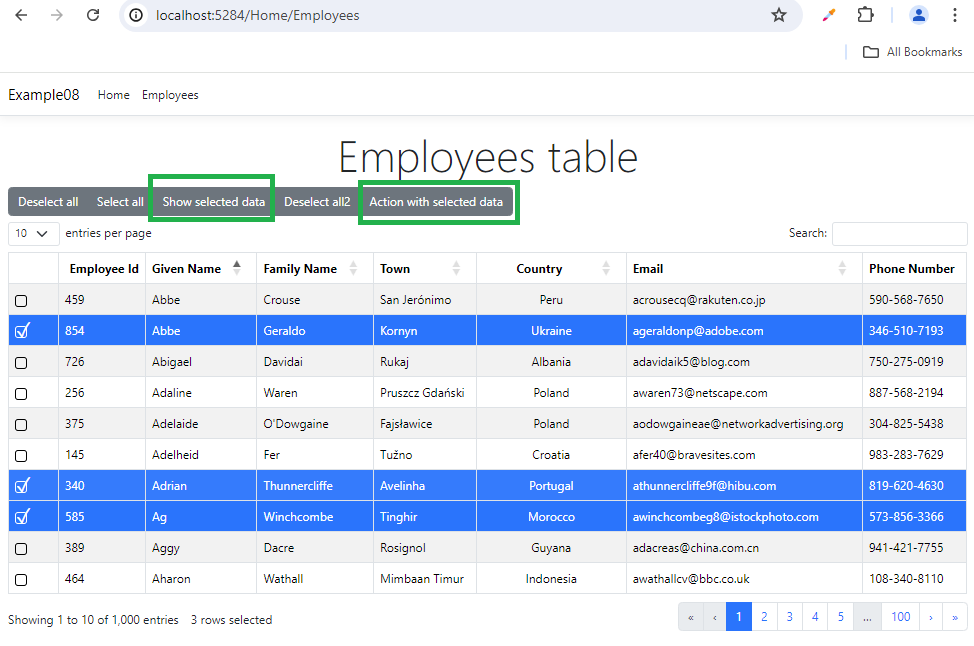 localhost:5284/Home/Employees
All Bookmarks
Example08 Home Employees
Employees table
Deselect all Select all Show selected data Deselect all2 Action with selected data
10 entries per page Search:
Employee Id Given Name Family Name Town Country Email Phone Number
459 Abbe Crouse San Jerónimo Peru acrousecq@rakuten.co.jp 590-568-7650
854 Abbe Geraldo Kornyn Ukraine ageraldonp@adobe.com 346-510-7193
726 Abigael Davidai Rukaj Albania adavidaik5@blog.com 750-275-0919
256 Adaline Waren Pruszcz Gdański Poland awaren73@netscape.com 887-568-2194
375 Adelaide O'Dowgaine Fajsławice Poland aodowgaineae@networkadvertising.org 304-825-5438
145 Adelheid Fer Tužno Croatia afer40@bravesites.com 983-283-7629
340 Adrian Thunnercliffe Avelinha Portugal athunnercliffe9f@hibu.com 819-620-4630
585 Ag Winchcombe Tinghir Morocco awinchcombeg8@istockphoto.com 573-856-3366
389 Aggy Dacre Rosignol Guyana adacreas@china.com.cn 941-421-7755
464 Aharon Wathall Mimbaan Timur Indonesia awathallcv@bbc.co.uk 108-340-8110
Showing 1 to 10 of 1,000 entries 3 rows selected « ‹ 1 2 3 4 5 … 100 › »